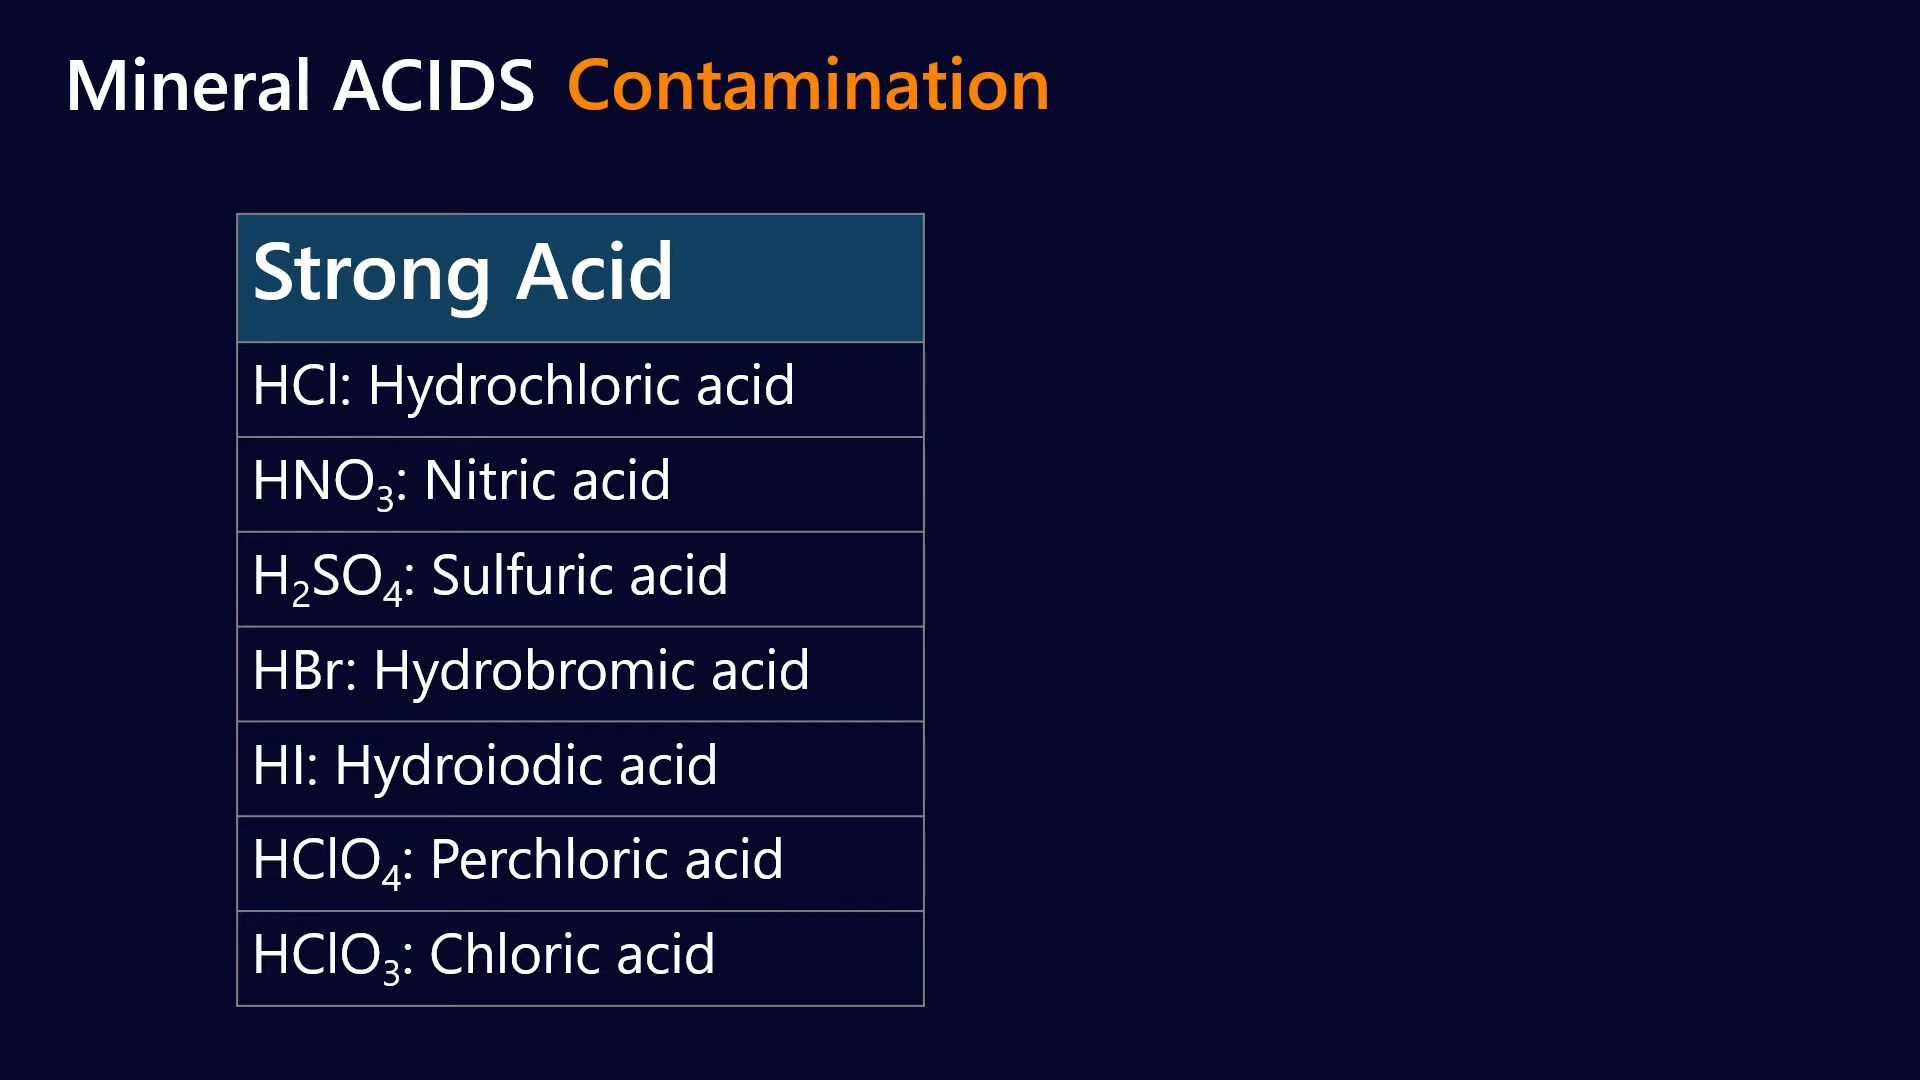 Mineral ACIDS Contamination
Strong Acid
HCl: Hydrochloric acid
HNO₃: Nitric acid
H₂SO₄: Sulfuric acid
HBr: Hydrobromic acid
HI: Hydroiodic acid
HClO₄: Perchloric acid
HClO₃: Chloric acid